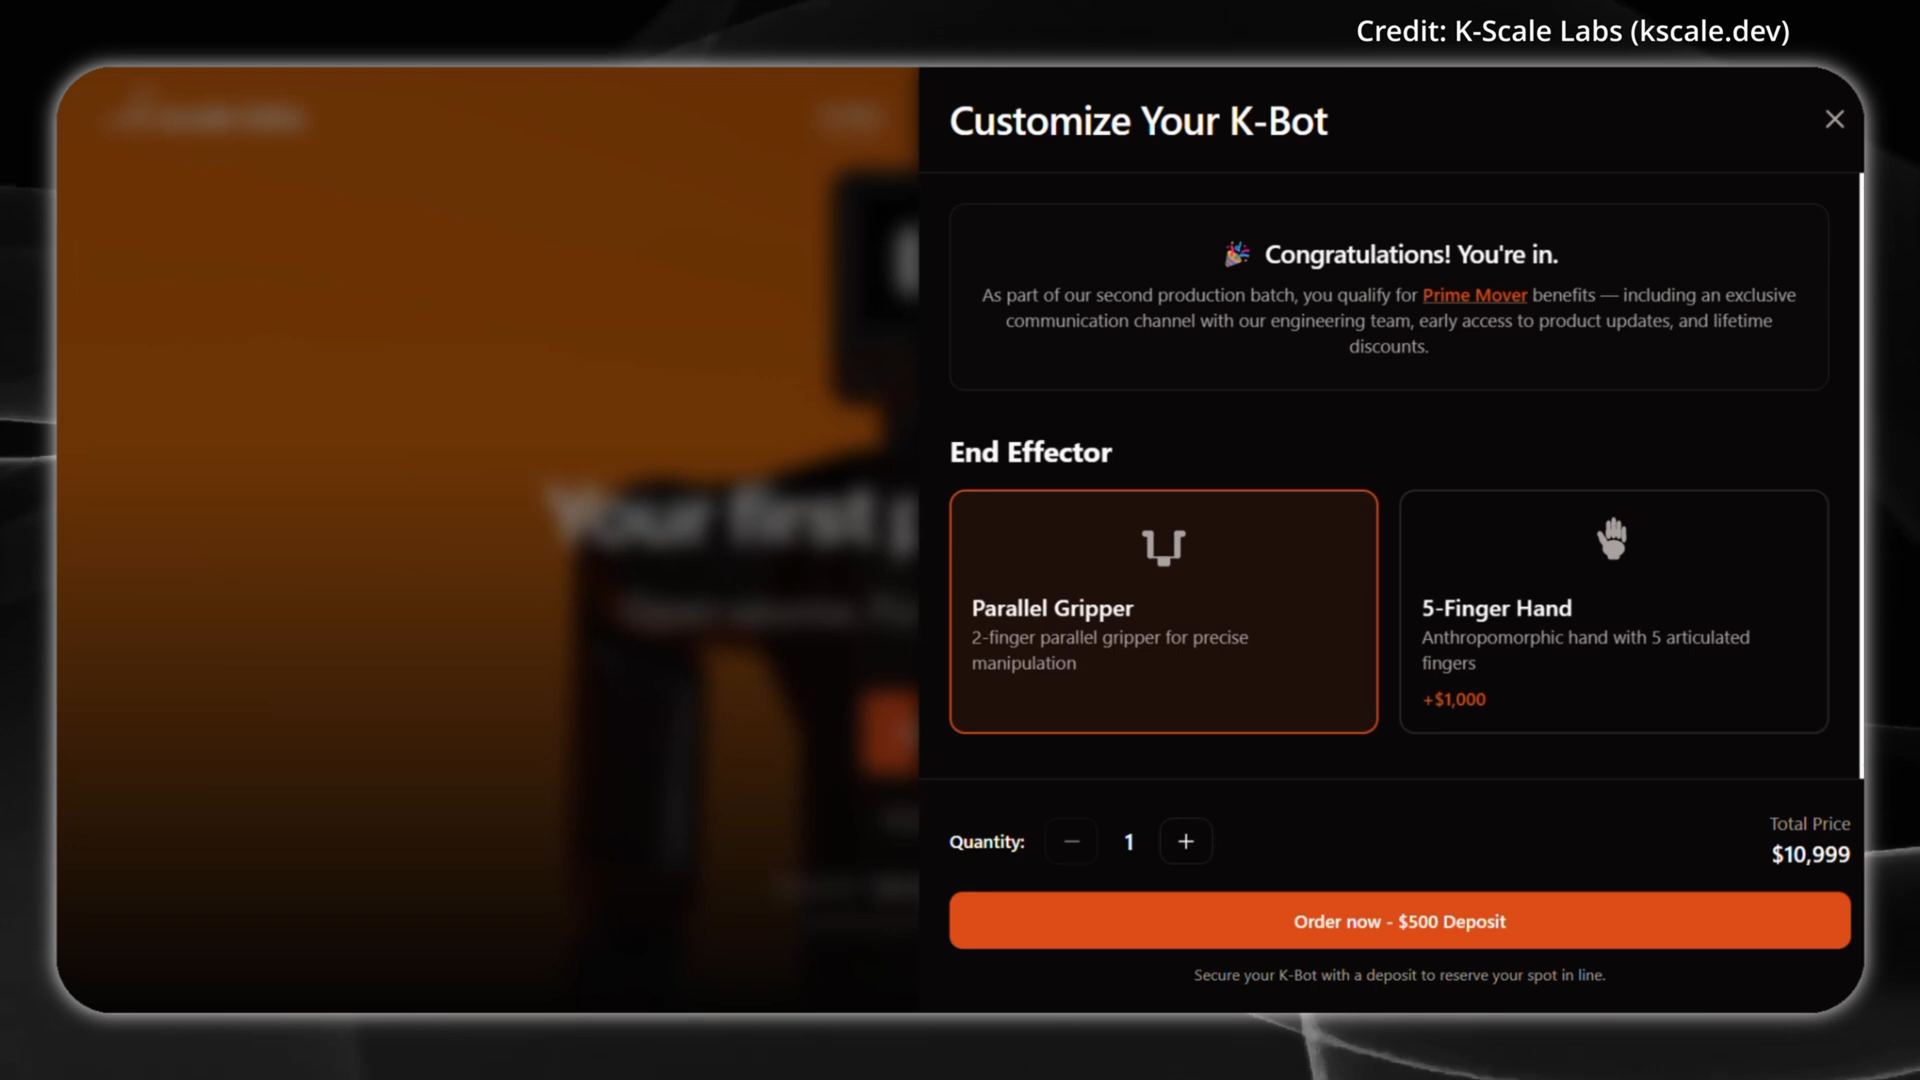 Credit: K-Scale Labs (kscale.dev)
Customize Your K-Bot
Congratulations! You're in.
As part of our second production batch, you qualify for Prime Mover benefits — including an exclusive
communication channel with our engineering team, early access to product updates, and lifetime
discounts.
End Effector
Parallel Gripper
2-finger parallel gripper for precise
manipulation
5-Finger Hand
Anthropomorphic hand with 5 articulated
fingers
+$1,000
Quantity:
1
Total Price
$10,999
Order now - $500 Deposit
Secure your K-Bot with a deposit to reserve your spot in line.
Your first